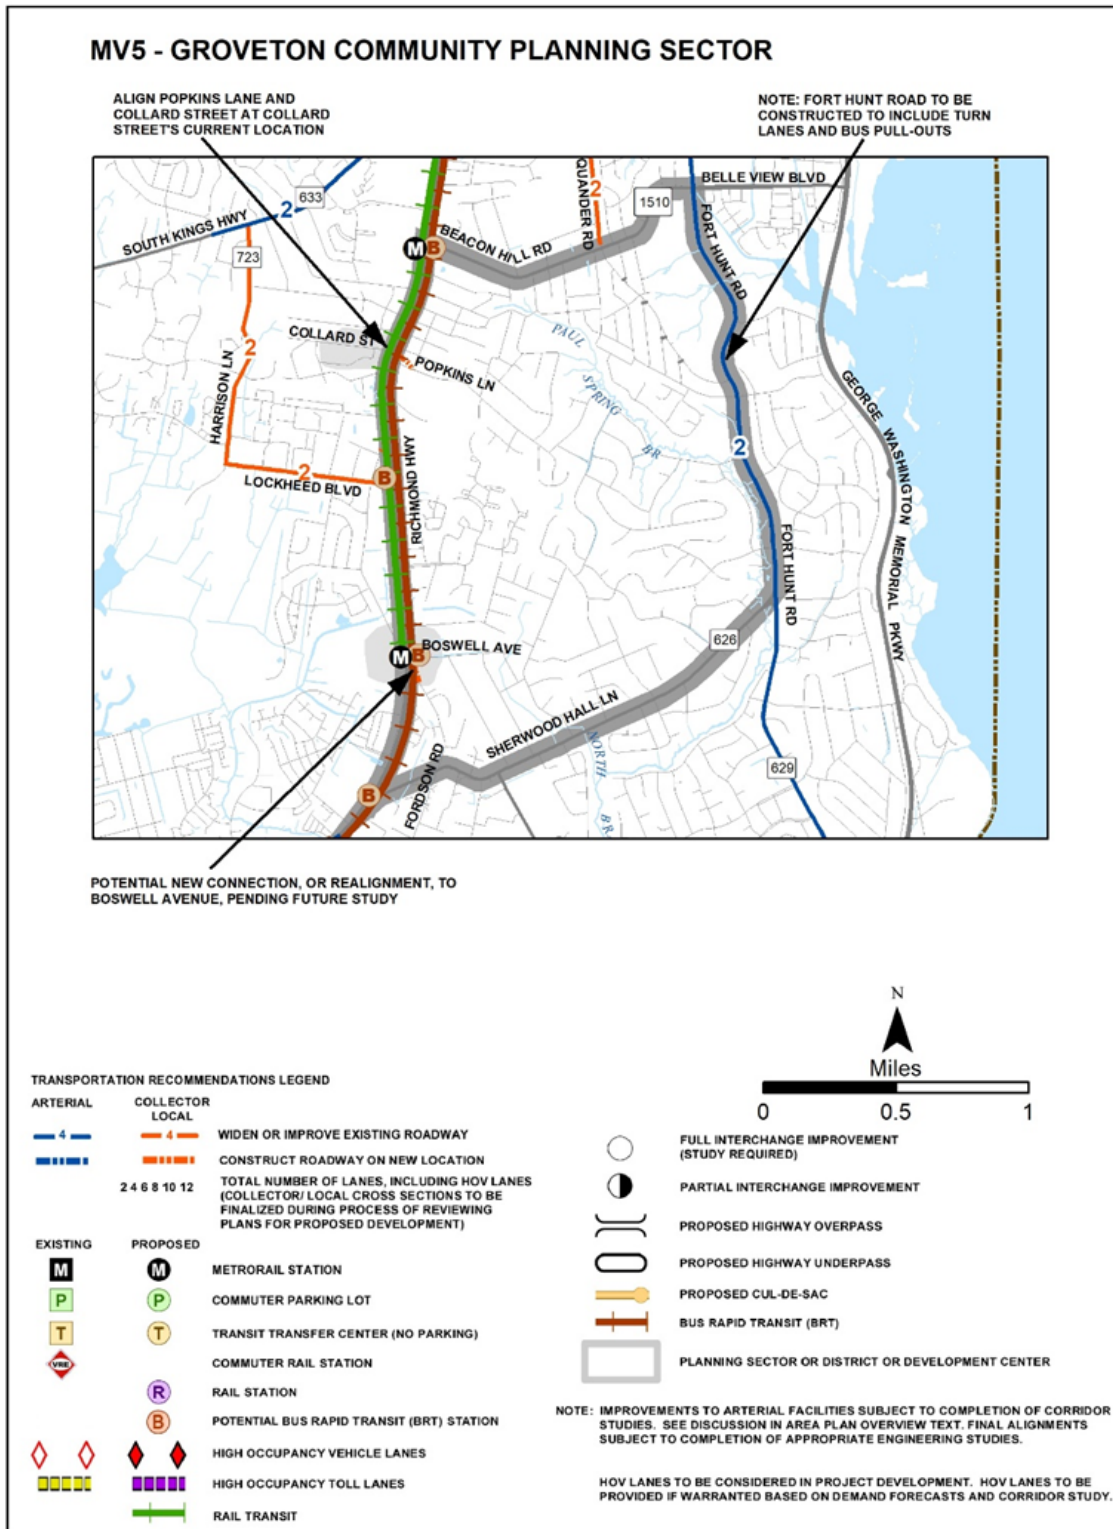 MV5 - GROVETON COMMUNITY PLANNING SECTOR
ALIGN POPKINS LANE AND
COLLARD STREET AT COLLARD
STREET'S CURRENT LOCATION
NOTE: FORT HUNT ROAD TO BE
CONSTRUCTED TO INCLUDE TURN
LANES AND BUS PULL-OUTS
633
2
SOUTH KINGS HWY
723
QUANDER RD
2
1510
BELLE VIEW BLVD
M
B
BEACON HILL RD
FORT HUNT RD
COLLARD ST
POPKINS LN
PAUL
SPRING
BR
HARRISON LN
2
2
LOCKHEED BLVD
B
RICHMOND HWY
2
GEORGE WASHINGTON MEMORIAL PKWY
FORT HUNT RD
626
M
B
BOSWELL AVE
SHERWOOD HALL LN
NORTH
BR
629
B
FORDSON RD
POTENTIAL NEW CONNECTION, OR REALIGNMENT, TO
BOSWELL AVENUE, PENDING FUTURE STUDY
N
Miles
0 0.5 1
TRANSPORTATION RECOMMENDATIONS LEGEND
ARTERIAL
COLLECTOR
LOCAL
4 4 WIDEN OR IMPROVE EXISTING ROADWAY
CONSTRUCT ROADWAY ON NEW LOCATION
2 4 6 8 10 12 TOTAL NUMBER OF LANES, INCLUDING HOV LANES
(COLLECTOR/ LOCAL CROSS SECTIONS TO BE
FINALIZED DURING PROCESS OF REVIEWING
PLANS FOR PROPOSED DEVELOPMENT)
EXISTING PROPOSED
M M METRORAIL STATION
P P COMMUTER PARKING LOT
T T TRANSIT TRANSFER CENTER (NO PARKING)
VRE COMMUTER RAIL STATION
R RAIL STATION
B POTENTIAL BUS RAPID TRANSIT (BRT) STATION
HIGH OCCUPANCY VEHICLE LANES
HIGH OCCUPANCY TOLL LANES
RAIL TRANSIT
FULL INTERCHANGE IMPROVEMENT
(STUDY REQUIRED)
PARTIAL INTERCHANGE IMPROVEMENT
PROPOSED HIGHWAY OVERPASS
PROPOSED HIGHWAY UNDERPASS
PROPOSED CUL-DE-SAC
BUS RAPID TRANSIT (BRT)
PLANNING SECTOR OR DISTRICT OR DEVELOPMENT CENTER
NOTE: IMPROVEMENTS TO ARTERIAL FACILITIES SUBJECT TO COMPLETION OF CORRIDOR
STUDIES. SEE DISCUSSION IN AREA PLAN OVERVIEW TEXT. FINAL ALIGNMENTS
SUBJECT TO COMPLETION OF APPROPRIATE ENGINEERING STUDIES.
HOV LANES TO BE CONSIDERED IN PROJECT DEVELOPMENT. HOV LANES TO BE
PROVIDED IF WARRANTED BASED ON DEMAND FORECASTS AND CORRIDOR STUDY.